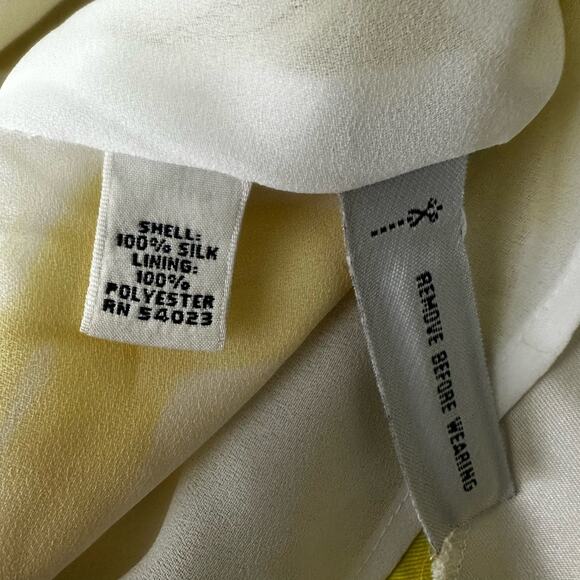 SHELL:
100% SILK
LINING:
100%
POLYESTER
RN 54023
REMOVE BEFORE WEARING